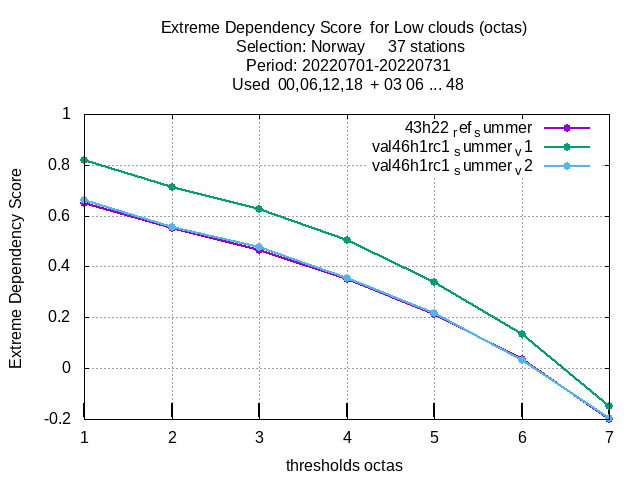 Extreme Dependency Score for Low clouds (octas)
Selection: Norway 37 stations
Period: 20220701-20220731
Used 00,06,12,18 + 03 06 ... 48
43h22 ref summer
val46h1rc1 summer v1
val46h1rc1 summer v2
Extreme Dependency Score
1
0.8
0.6
0.4
0.2
0
-0.2
1 2 3 4 5 6 7
thresholds octas